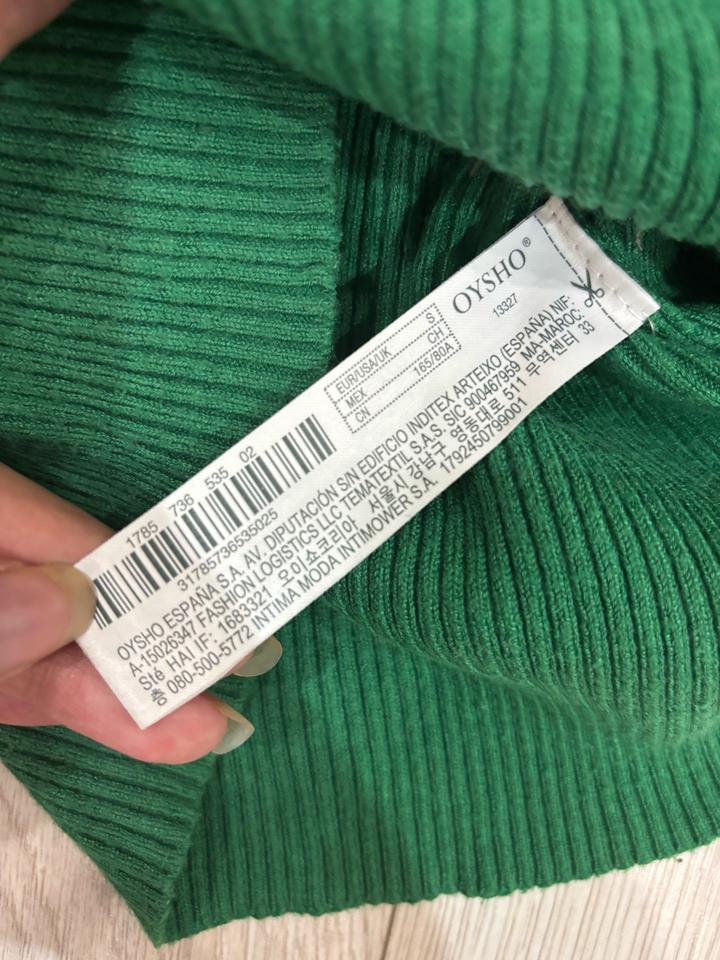 OYSHO®
13327
EUR/USA/UK S
MEX CH
CN 165/80A
1785 736 535 02
31785736535025
OYSHO ESPAÑA S.A. AV. DIPUTACIÓN S/N EDIFICIO INDITEX ARTEIXO (ESPAÑA) NIF:
A-15026347 FASHION LOGISTICS LLC TEMATEXTIL S.A.S. SIC 900467959 MA-MAROC:
Sté HAI IF: 1683321 오이쇼코리아, 서울시 강남구 영동대로 511 무역센터 33
층 080-500-5772 INTIMA MODA INTIMOWER S.A. 1792450799001